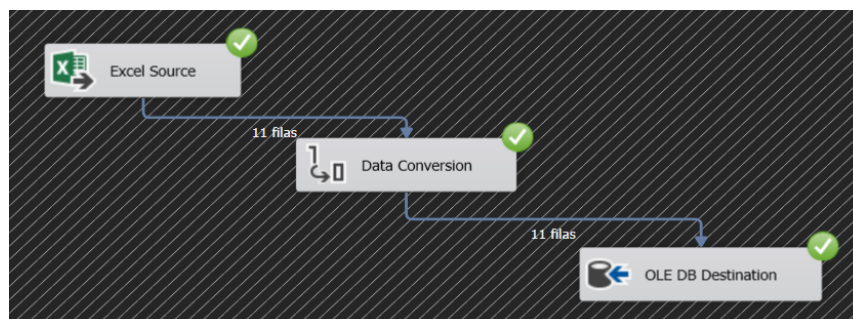 Excel Source
11 filas
Data Conversion
11 filas
OLE DB Destination